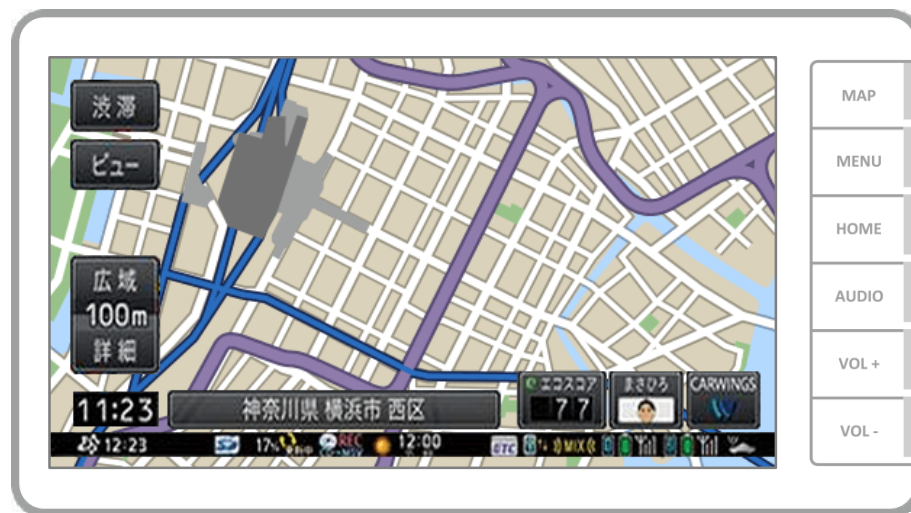 渋滞
ビュー
広域
100m
詳細
11:23
神奈川県 横浜市 西区
エコスコア
77
まさひろ
CARWINGS
12:23
17%
REC
12:00
ETC
MIX
MAP
MENU
HOME
AUDIO
VOL +
VOL -